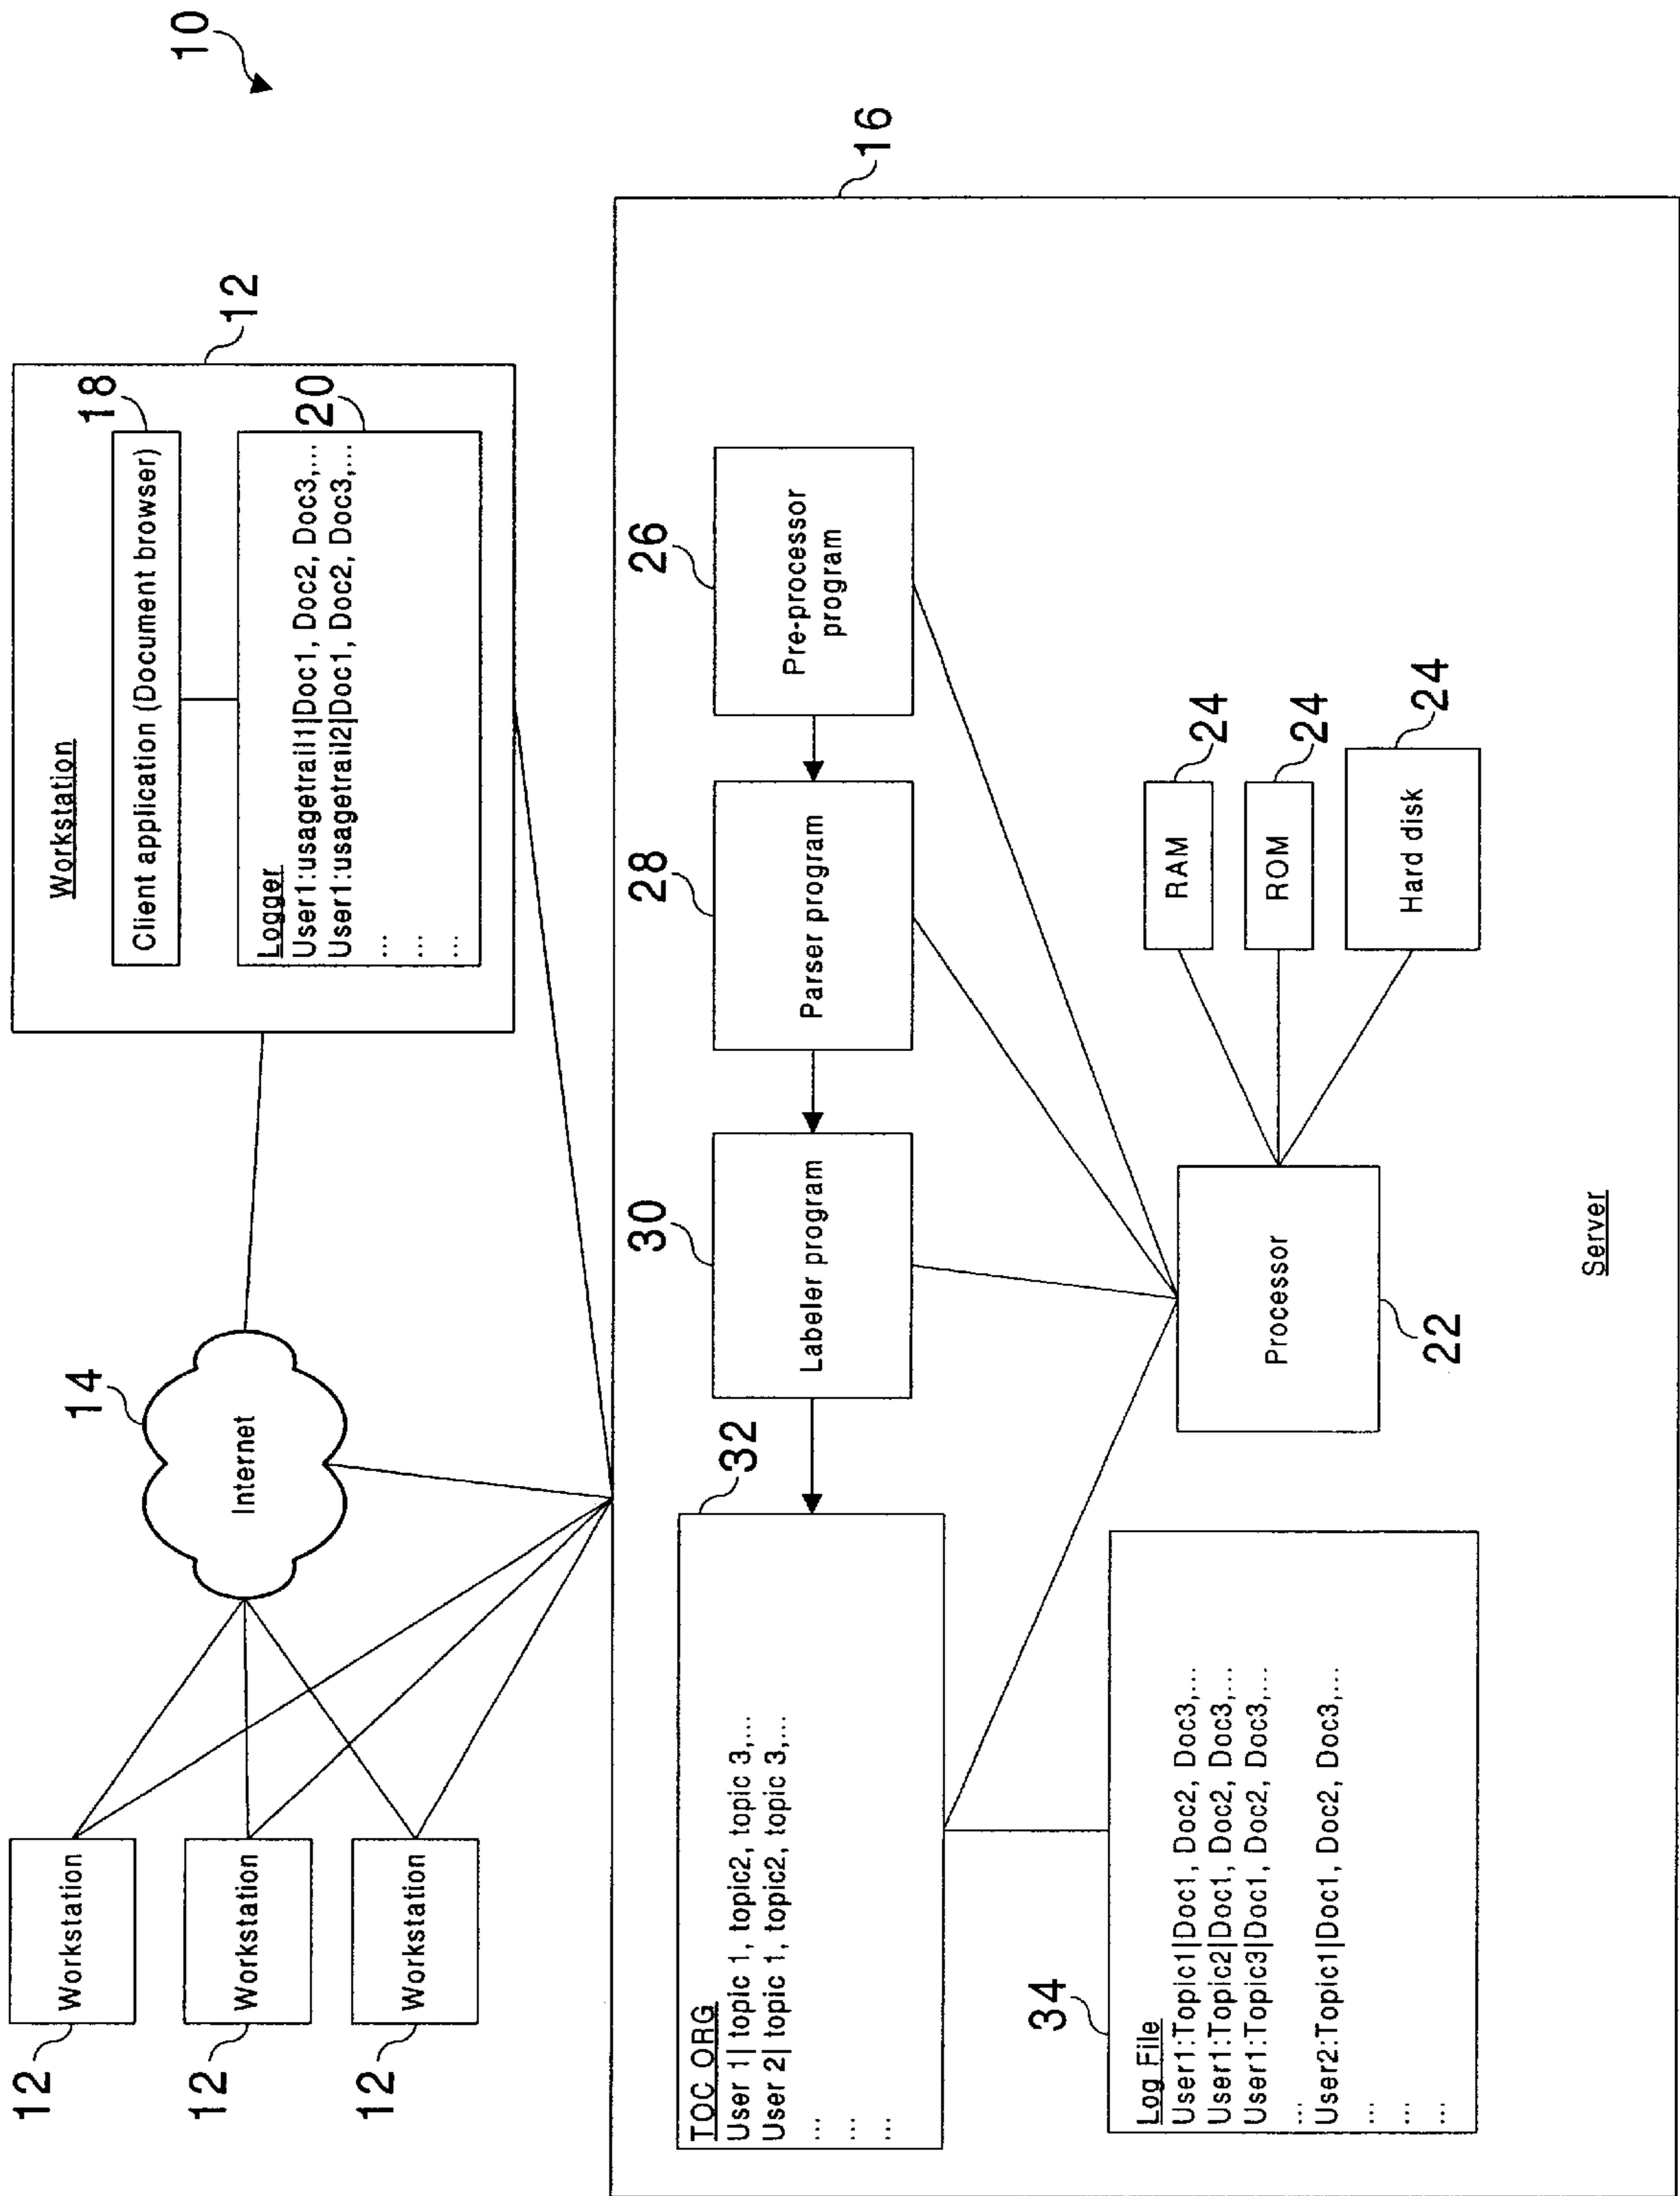 10
12
Workstation
12
Workstation
12
Workstation
14
Internet
Workstation
12
Client application (Document browser)
18
Logger
User1:usagetrail1|Doc1, Doc2, Doc3,...
User1:usagetrail2|Doc1, Doc2, Doc3,...
...
...
...
20
16
TOC ORG
User 1| topic 1, topic2, topic 3,...
User 2| topic 1, topic2, topic 3,...
...
...
...
32
30
Labeler program
28
Parser program
26
Pre-processor
program
34
Log File
User1:Topic1|Doc1, Doc2, Doc3,...
User1:Topic2|Doc1, Doc2, Doc3,...
User1:Topic3|Doc1, Doc2, Doc3,...
...
User2:Topic1|Doc1, Doc2, Doc3,...
...
...
...
Processor
22
RAM
24
ROM
24
Hard disk
24
Server